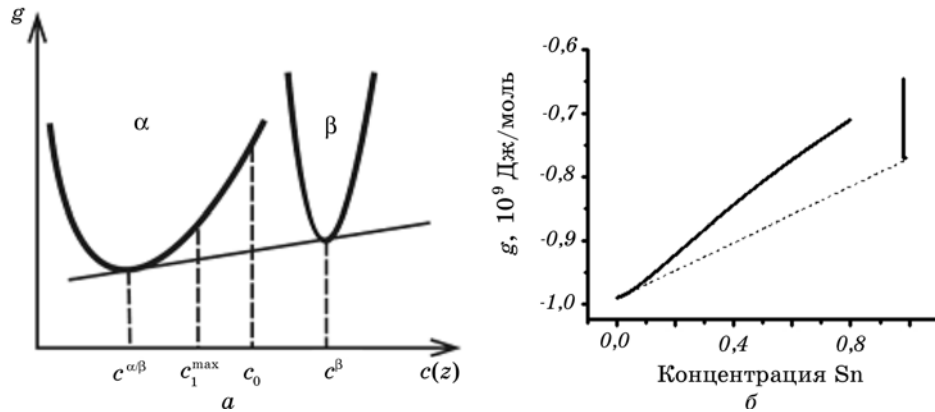 g
α
β
c^{α/β}
c_1^{max}
c_0
c^β
c(z)
а
g, 10^9 Дж/моль
-0,6
-0,7
-0,8
-0,9
-1,0
0,0
0,4
0,8
Концентрация Sn
б